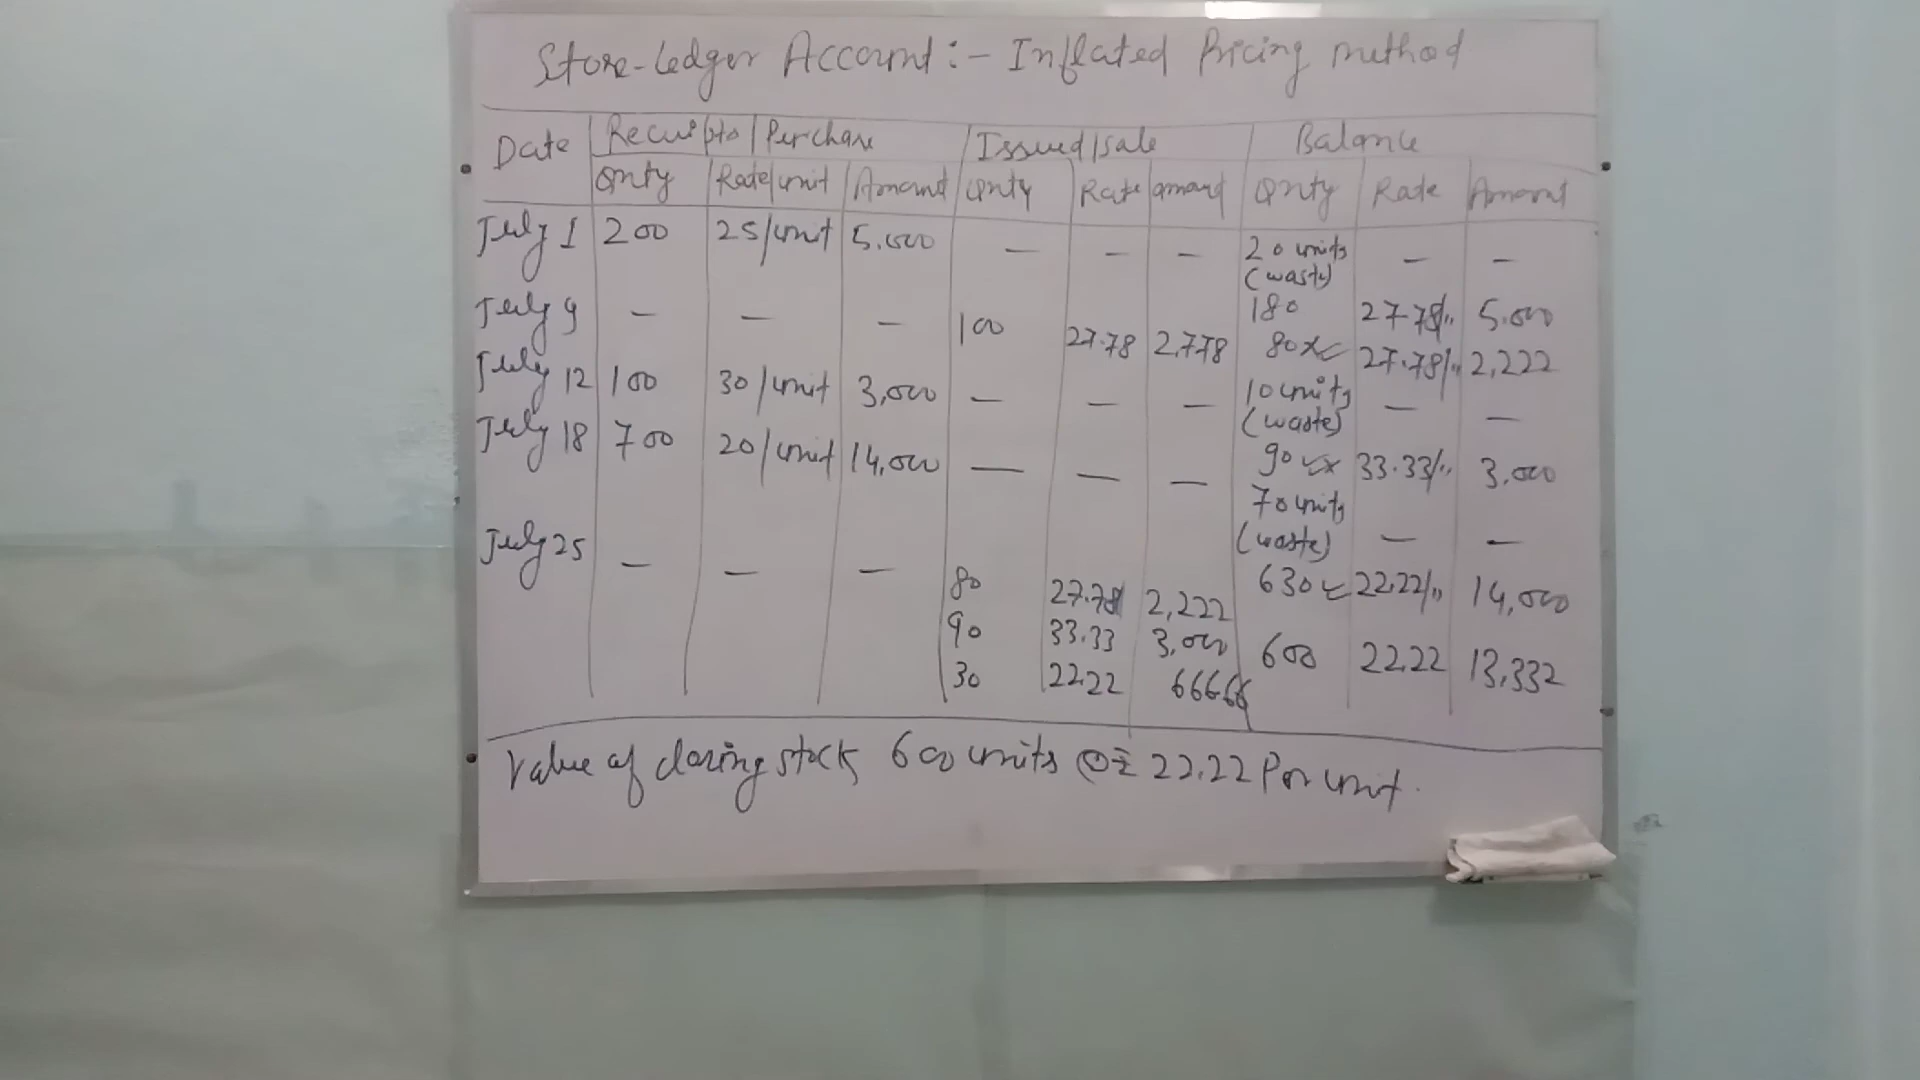 Store-Ledger Account:- Inflated Pricing method
Date Receipts/Perchase Issued/sale Balance
Qnty Rate/unit Amount Qnty Rate amount Qnty Rate Amount
July 1 200 25/unit 5,000 — — — 20 units (waste) — —
180 27.78/,, 5,000
July 9 — — — 100 27.78 2,778 80 27.78/,, 2,222
July 12 100 30/unit 3,000 — — — 10 units (waste) — —
90 33.33/,, 3,000
July 18 700 20/unit 14,000 — — — 70 units (waste) — —
630 22.22/,, 14,000
July 25 — — — 80 27.78 2,222
90 33.33 3,000
30 22.22 666.66 600 22.22 13,332
Value of closing stock 600 units @ ₹ 22.22 Per unit.